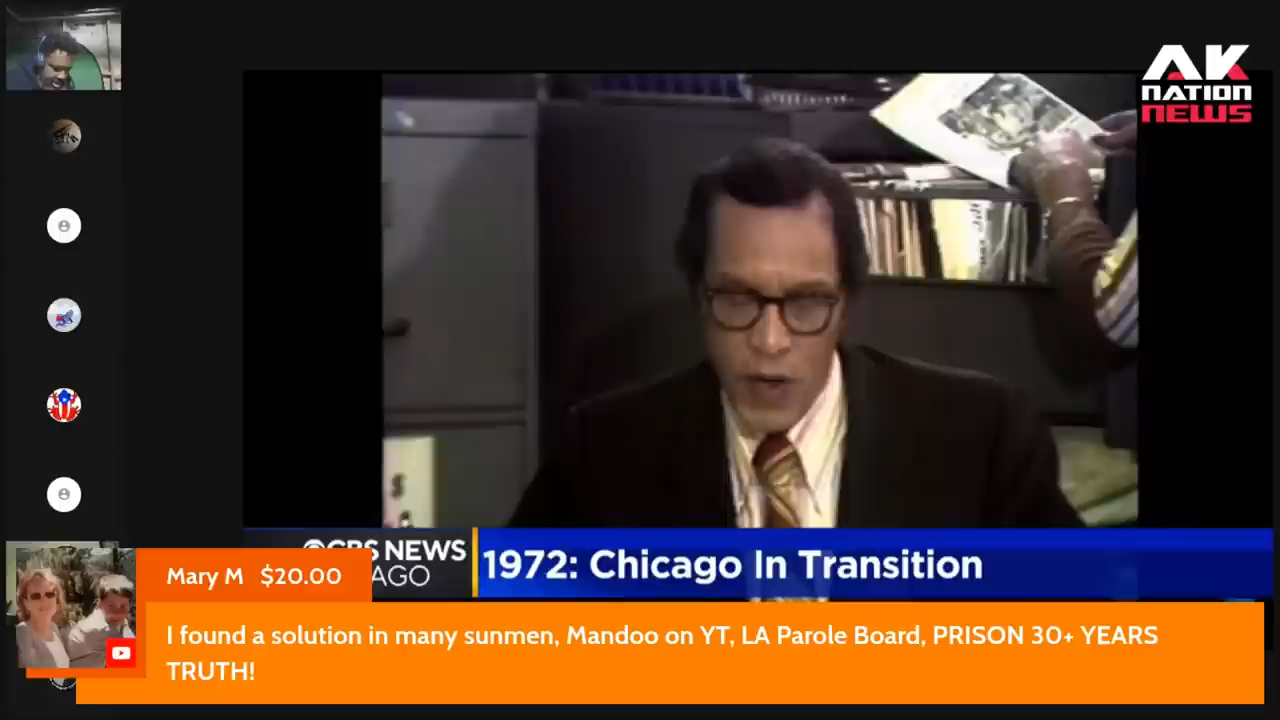 AK
NATION
NEWS
CBS NEWS
1972: Chicago In Transition
AGO
Mary M $20.00
I found a solution in many sunmen, Mandoo on YT, LA Parole Board, PRISON 30+ YEARS
TRUTH!